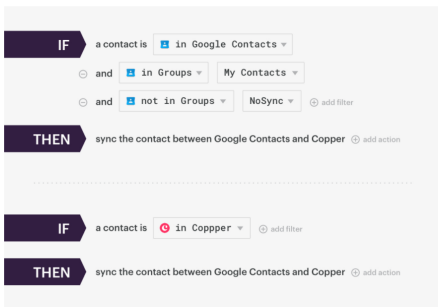 IF a contact is in Google Contacts
and in Groups My Contacts
and not in Groups NoSync add filter
THEN sync the contact between Google Contacts and Copper add action
IF a contact is in Coppper add filter
THEN sync the contact between Google Contacts and Copper add action